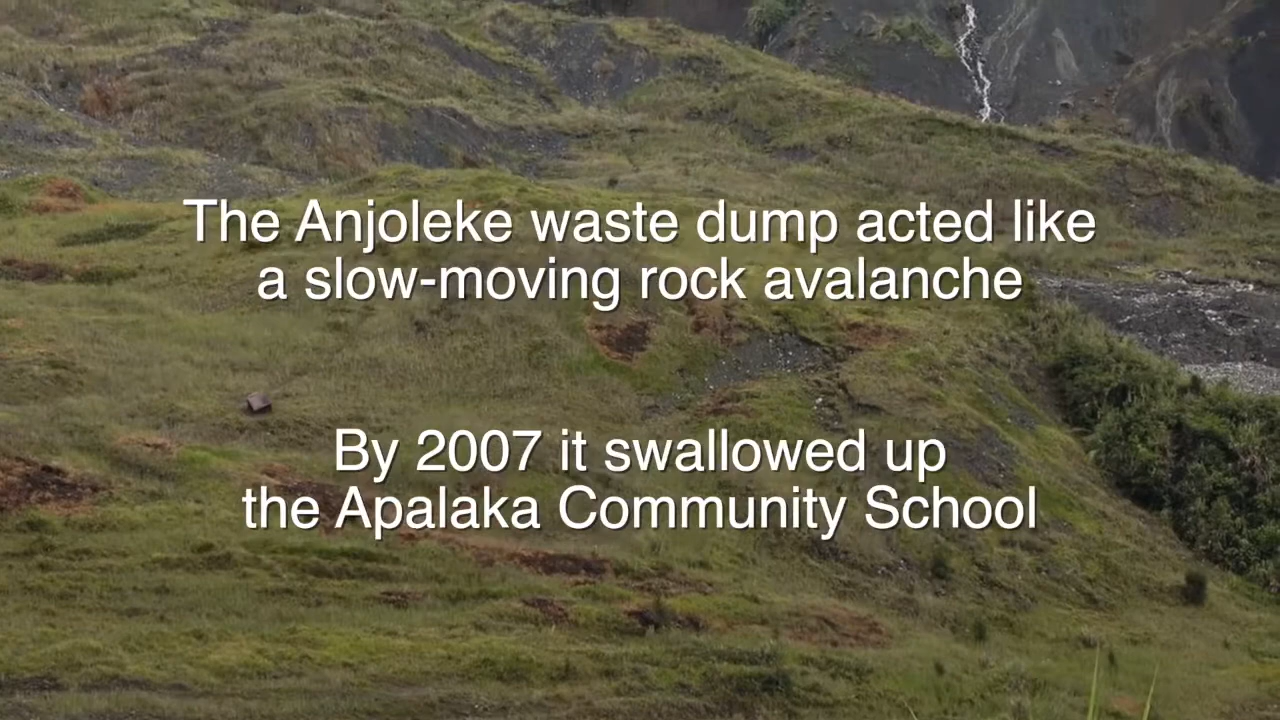 The Anjoleke waste dump acted like
a slow-moving rock avalanche
By 2007 it swallowed up
the Apalaka Community School